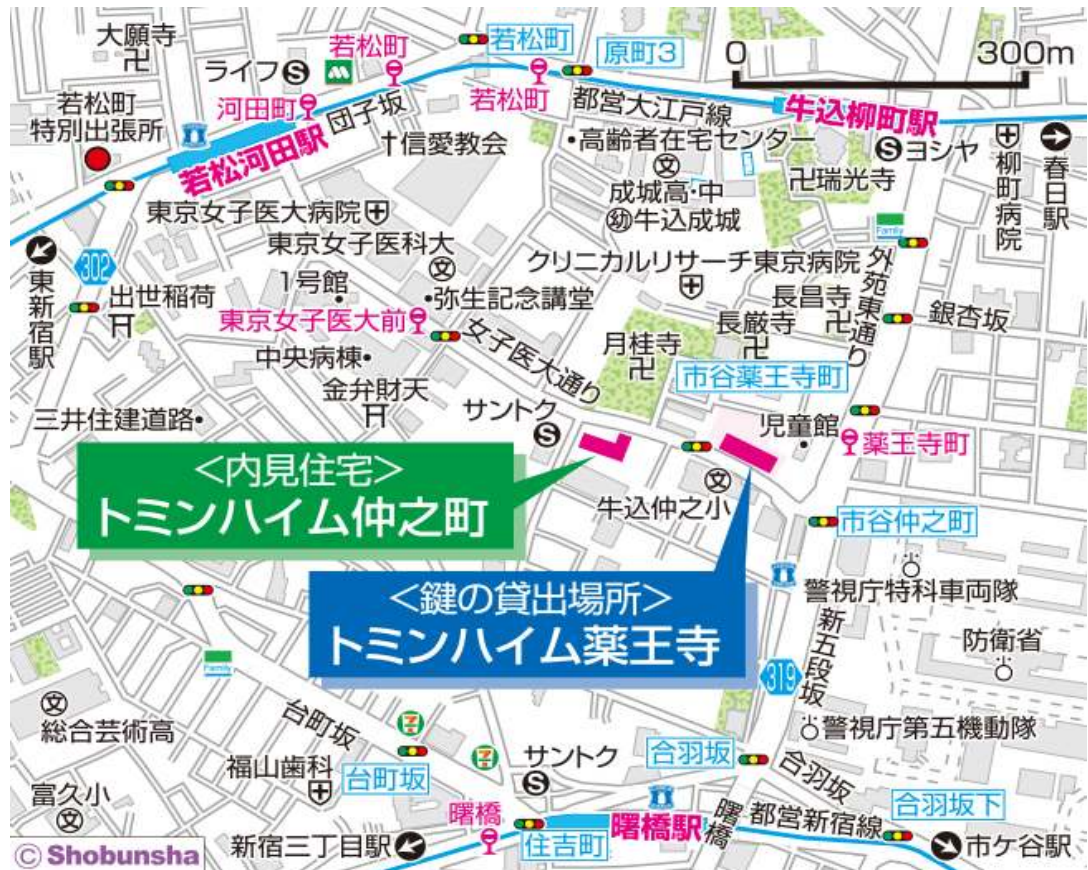 大願寺
ライフ
若松町
若松町
原町3
0
300m
若松町
特別出張所
河田町
団子坂
若松町
都営大江戸線
牛込柳町駅
若松河田駅
†信愛教会
・高齢者在宅センター
ヨシヤ
瑞光寺
柳町病院
春日駅
東京女子医大病院
文
成城高・中
幼 牛込成城
Family
外苑東通り
東京女子医科大
文
クリニカルリサーチ東京病院
302
東新宿駅
出世稲荷
1号館
弥生記念講堂
長昌寺
長厳寺
銀杏坂
東京女子医大前
女子医大通り
月桂寺
市谷薬王寺町
中央病棟
金弁財天
サントク
児童館
薬王寺町
三井住建道路
<内見住宅>
トミンハイム仲之町
文
牛込仲之小
市谷仲之町
<鍵の貸出場所>
トミンハイム薬王寺
警視庁特科車両隊
新五段坂
防衛省
319
Family
文
総合芸術高
台町坂
警視庁第五機動隊
サントク
合羽坂
合羽坂
福山歯科
台町坂
富久小
文
曙橋
新宿三丁目駅
住吉町
曙橋駅
曙橋
都営新宿線
合羽坂下
市ケ谷駅
© Shobunsha